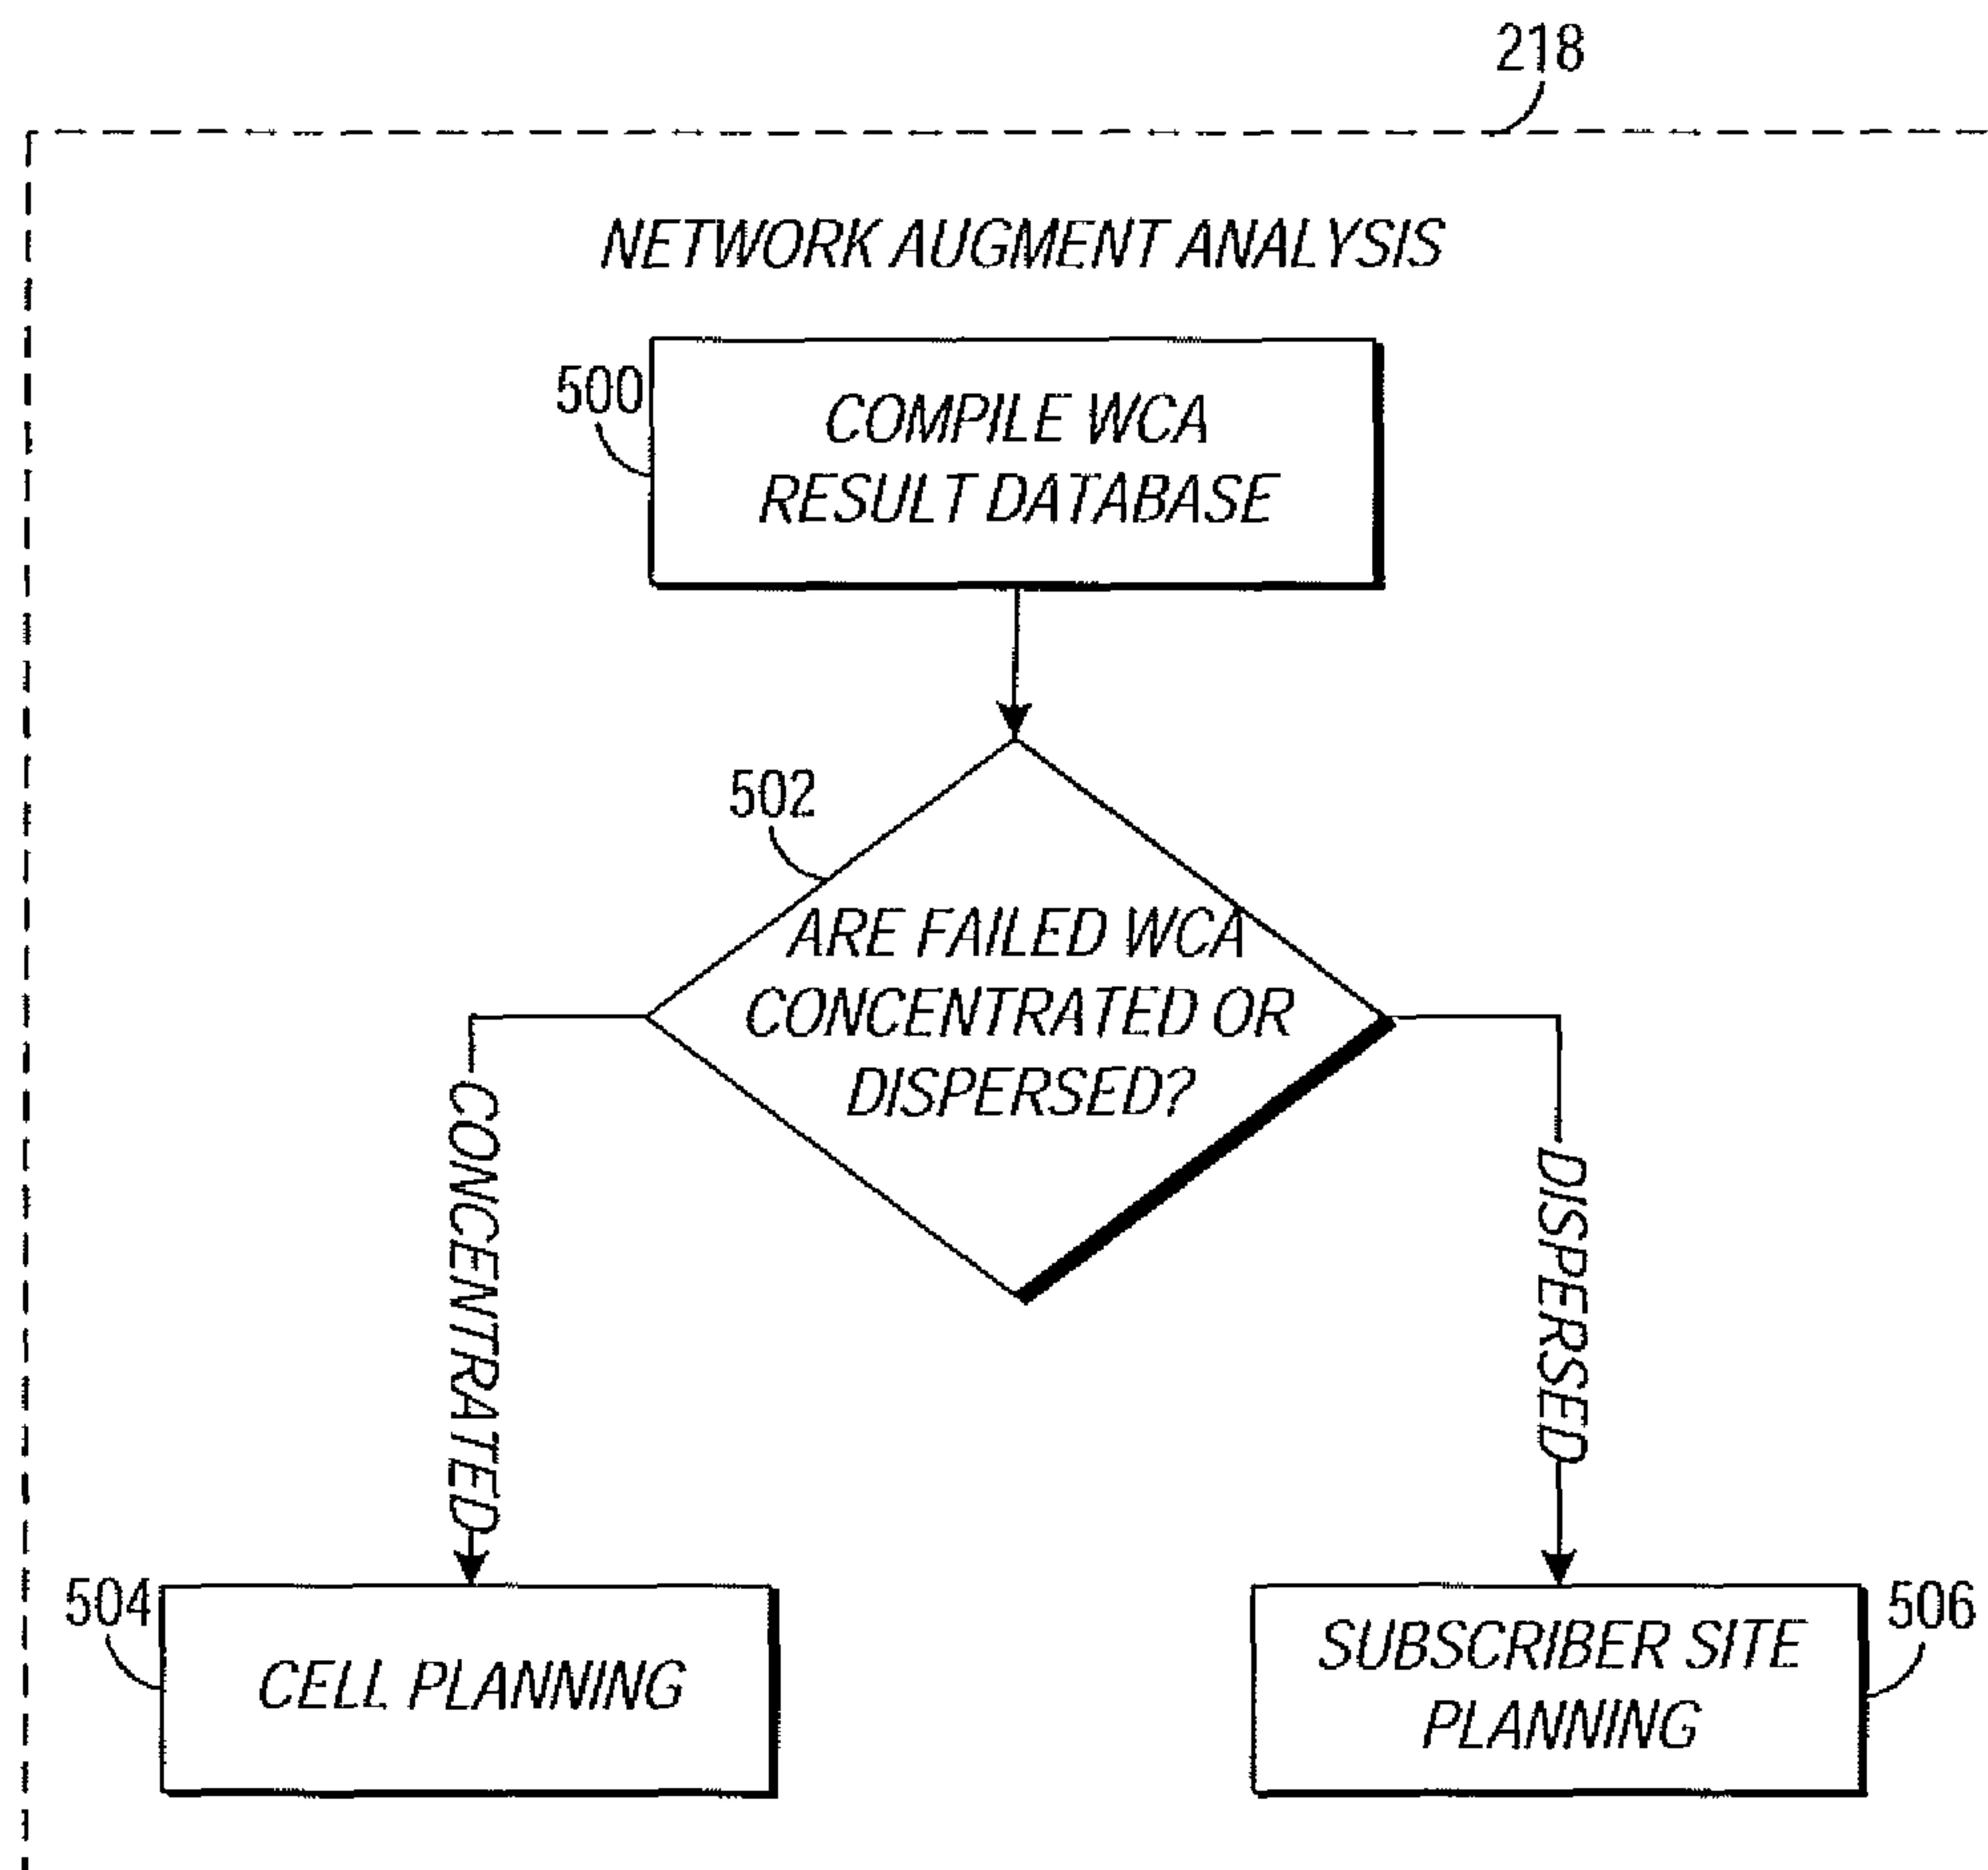 218
NETWORK AUGMENT ANALYSIS
500
COMPILE WCA
RESULT DATABASE
502
ARE FAILED WCA
CONCENTRATED OR
DISPERSED?
CONCENTRATED
DISPERSED
504
CELL PLANNING
SUBSCRIBER SITE
PLANNING
506